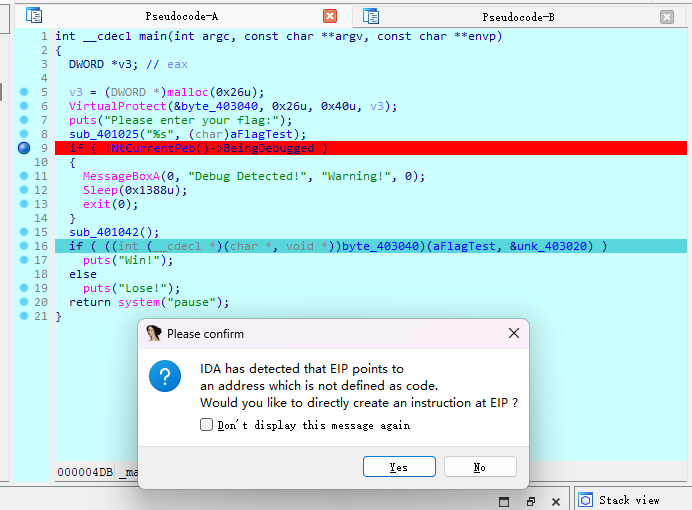 Pseudocode-A
Pseudocode-B
1 int __cdecl main(int argc, const char **argv, const char **envp)
2 {
3 DWORD *v3; // eax
4
5 v3 = (DWORD *)malloc(0x26u);
6 VirtualProtect(&byte_403040, 0x26u, 0x40u, v3);
7 puts("Please enter your flag:");
8 sub_401025("%s", (char)aFlagTest);
9 if ( !NtCurrentPeb()->BeingDebugged )
10 {
11 MessageBoxA(0, "Debug Detected!", "Warning!", 0);
12 Sleep(0x1388u);
13 exit(0);
14 }
15 sub_401042();
16 if ( ((int (__cdecl *)(char *, void *))byte_403040)(aFlagTest, &unk_403020) )
17 puts("Win!");
18 else
19 puts("Lose!");
20 return system("pause");
21 }
Please confirm
IDA has detected that EIP points to
an address which is not defined as code.
Would you like to directly create an instruction at EIP ?
Don't display this message again
Yes
No
000004DB _ma
Stack view